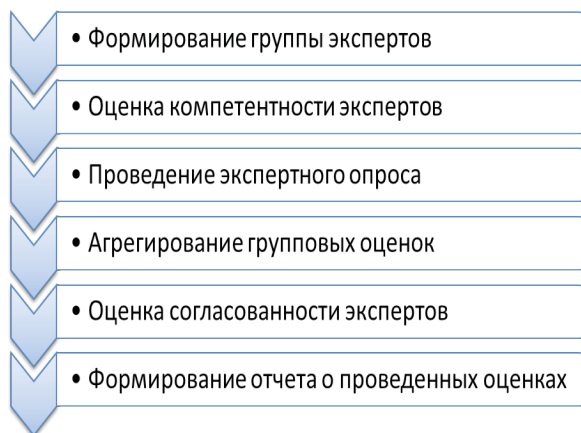 • Формирование группы экспертов
• Оценка компетентности экспертов
• Проведение экспертного опроса
• Агрегирование групповых оценок
• Оценка согласованности экспертов
• Формирование отчета о проведенных оценках